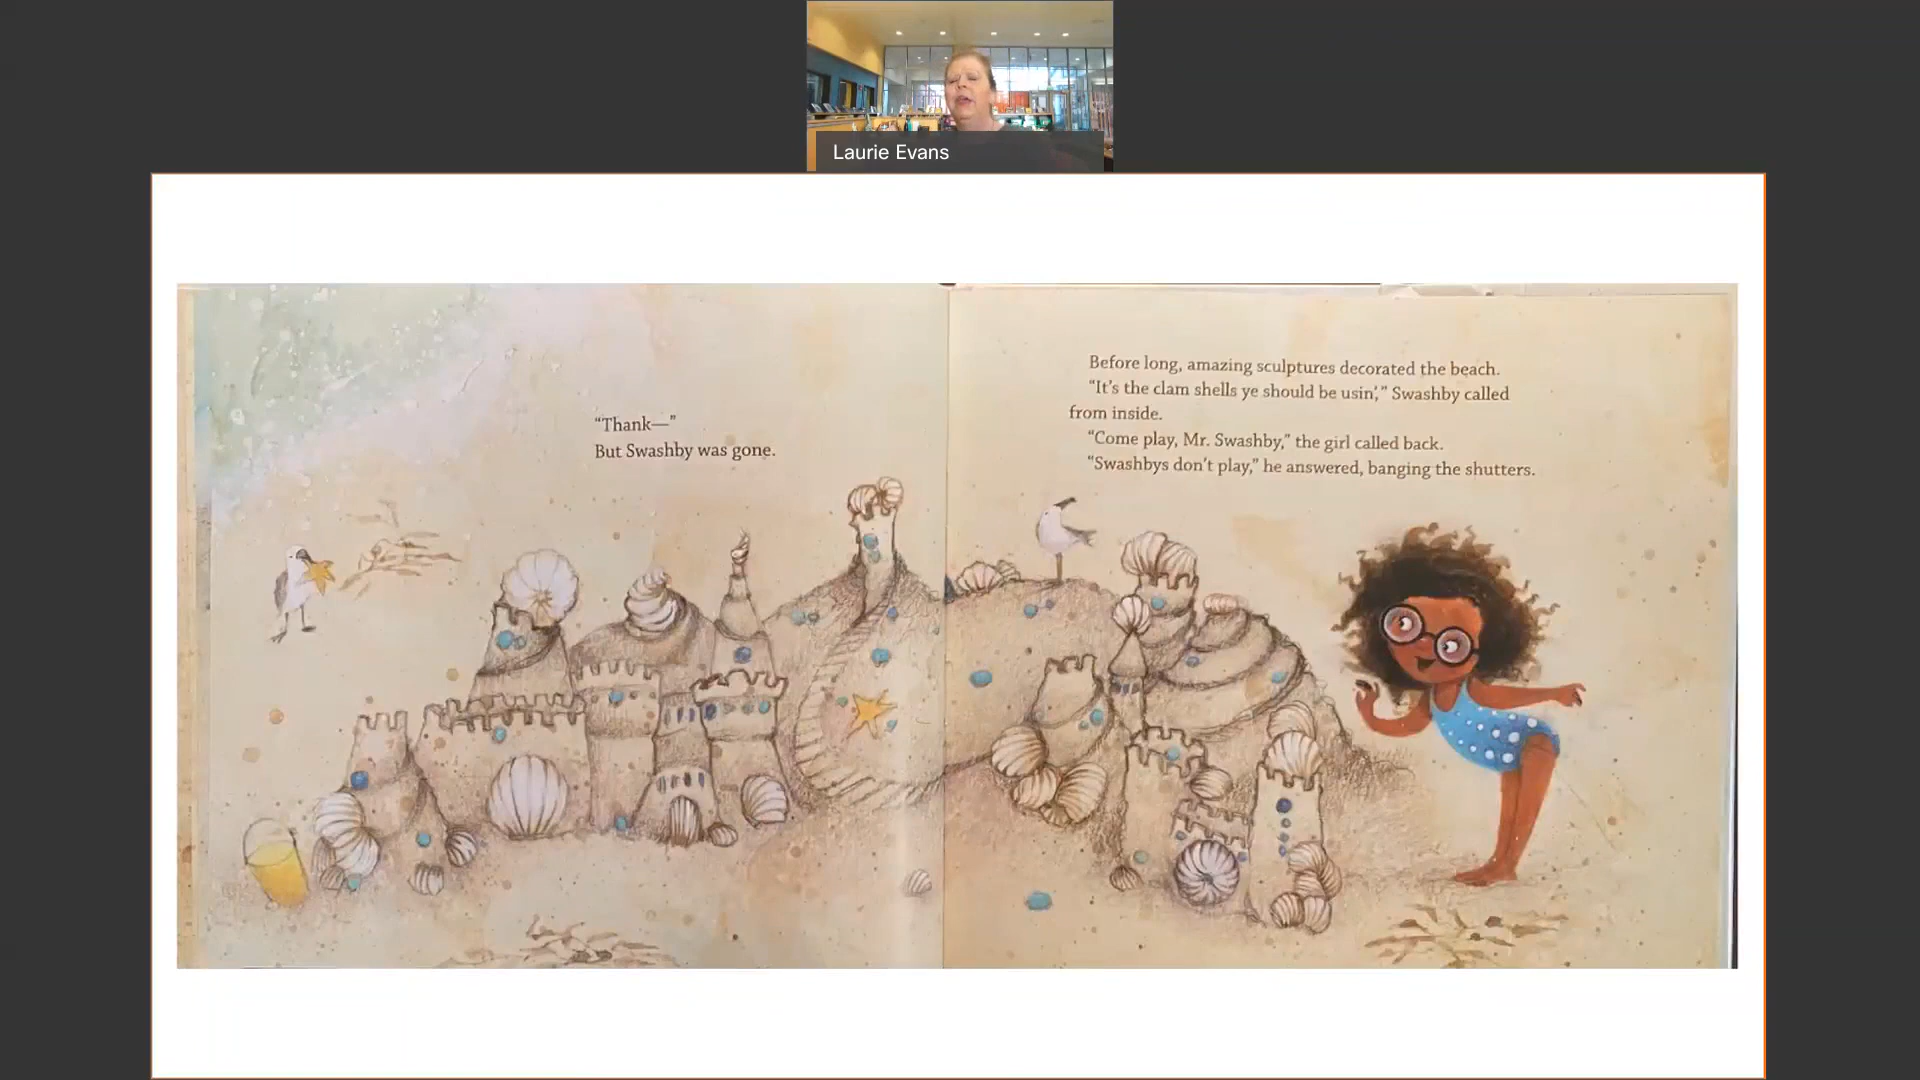 Laurie Evans
“Thank—”
But Swashby was gone.
Before long, amazing sculptures decorated the beach.
“It’s the clam shells ye should be usin’,” Swashby called
from inside.
“Come play, Mr. Swashby,” the girl called back.
“Swashbys don’t play,” he answered, banging the shutters.